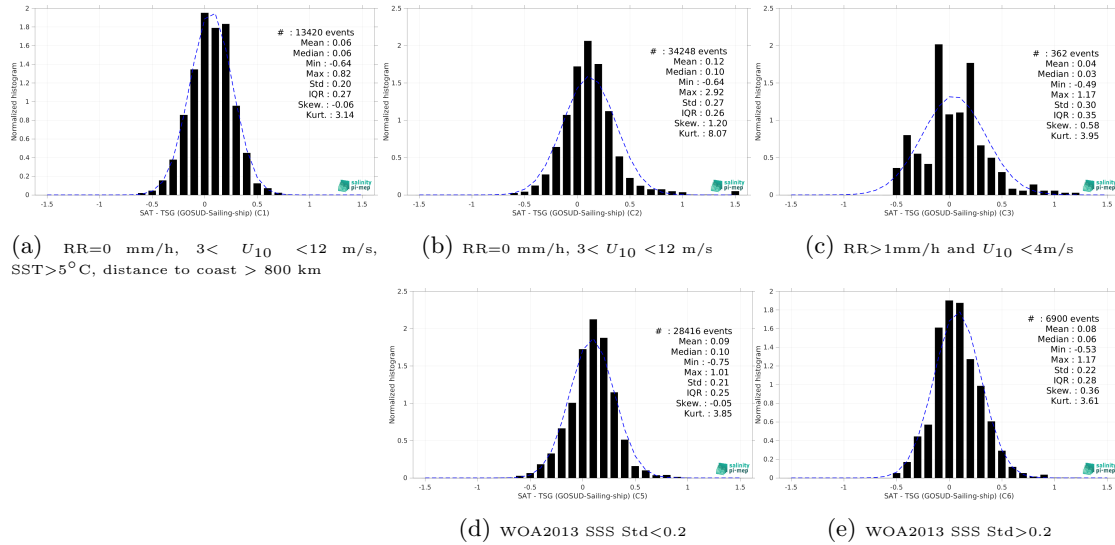 2
1.8
1.6
1.4
1.2
1
0.8
0.6
0.4
0.2
0
Normalized histogram
# : 13420 events
Mean : 0.06
Median : 0.06
Min : -0.64
Max : 0.82
Std : 0.20
IQR : 0.27
Skew. : -0.06
Kurt. : 3.14
salinity
pi-mep
-1.5 -1 -0.5 0 0.5 1 1.5
SAT - TSG (GOSUD-Sailing-ship) (C1)
(a) RR=0 mm/h, 3< U10 <12 m/s,
SST>5°C, distance to coast > 800 km
2.5
2
1.5
1
0.5
0
Normalized histogram
# : 34248 events
Mean : 0.12
Median : 0.10
Min : -0.64
Max : 2.92
Std : 0.27
IQR : 0.26
Skew. : 1.20
Kurt. : 8.07
salinity
pi-mep
-1.5 -1 -0.5 0 0.5 1 1.5
SAT - TSG (GOSUD-Sailing-ship) (C2)
(b) RR=0 mm/h, 3< U10 <12 m/s
2.5
2
1.5
1
0.5
0
Normalized histogram
# : 362 events
Mean : 0.04
Median : 0.03
Min : -0.49
Max : 1.17
Std : 0.30
IQR : 0.35
Skew. : 0.58
Kurt. : 3.95
salinity
pi-mep
-1.5 -1 -0.5 0 0.5 1 1.5
SAT - TSG (GOSUD-Sailing-ship) (C3)
(c) RR>1mm/h and U10 <4m/s
2.5
2
1.5
1
0.5
0
Normalized histogram
# : 28416 events
Mean : 0.09
Median : 0.10
Min : -0.75
Max : 1.01
Std : 0.21
IQR : 0.25
Skew. : -0.05
Kurt. : 3.85
salinity
pi-mep
-1.5 -1 -0.5 0 0.5 1 1.5
SAT - TSG (GOSUD-Sailing-ship) (C5)
(d) WOA2013 SSS Std<0.2
2
1.8
1.6
1.4
1.2
1
0.8
0.6
0.4
0.2
0
Normalized histogram
# : 6900 events
Mean : 0.08
Median : 0.06
Min : -0.53
Max : 1.17
Std : 0.22
IQR : 0.28
Skew. : 0.36
Kurt. : 3.61
salinity
pi-mep
-1.5 -1 -0.5 0 0.5 1 1.5
SAT - TSG (GOSUD-Sailing-ship) (C6)
(e) WOA2013 SSS Std>0.2